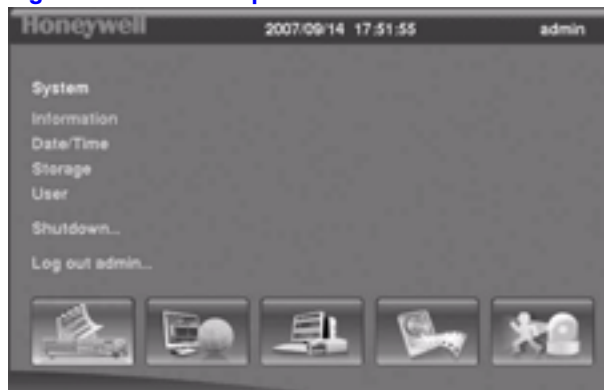 Honeywell 2007/09/14 17:51:55 admin
System
Information
Date/Time
Storage
User
Shutdown...
Log out admin...